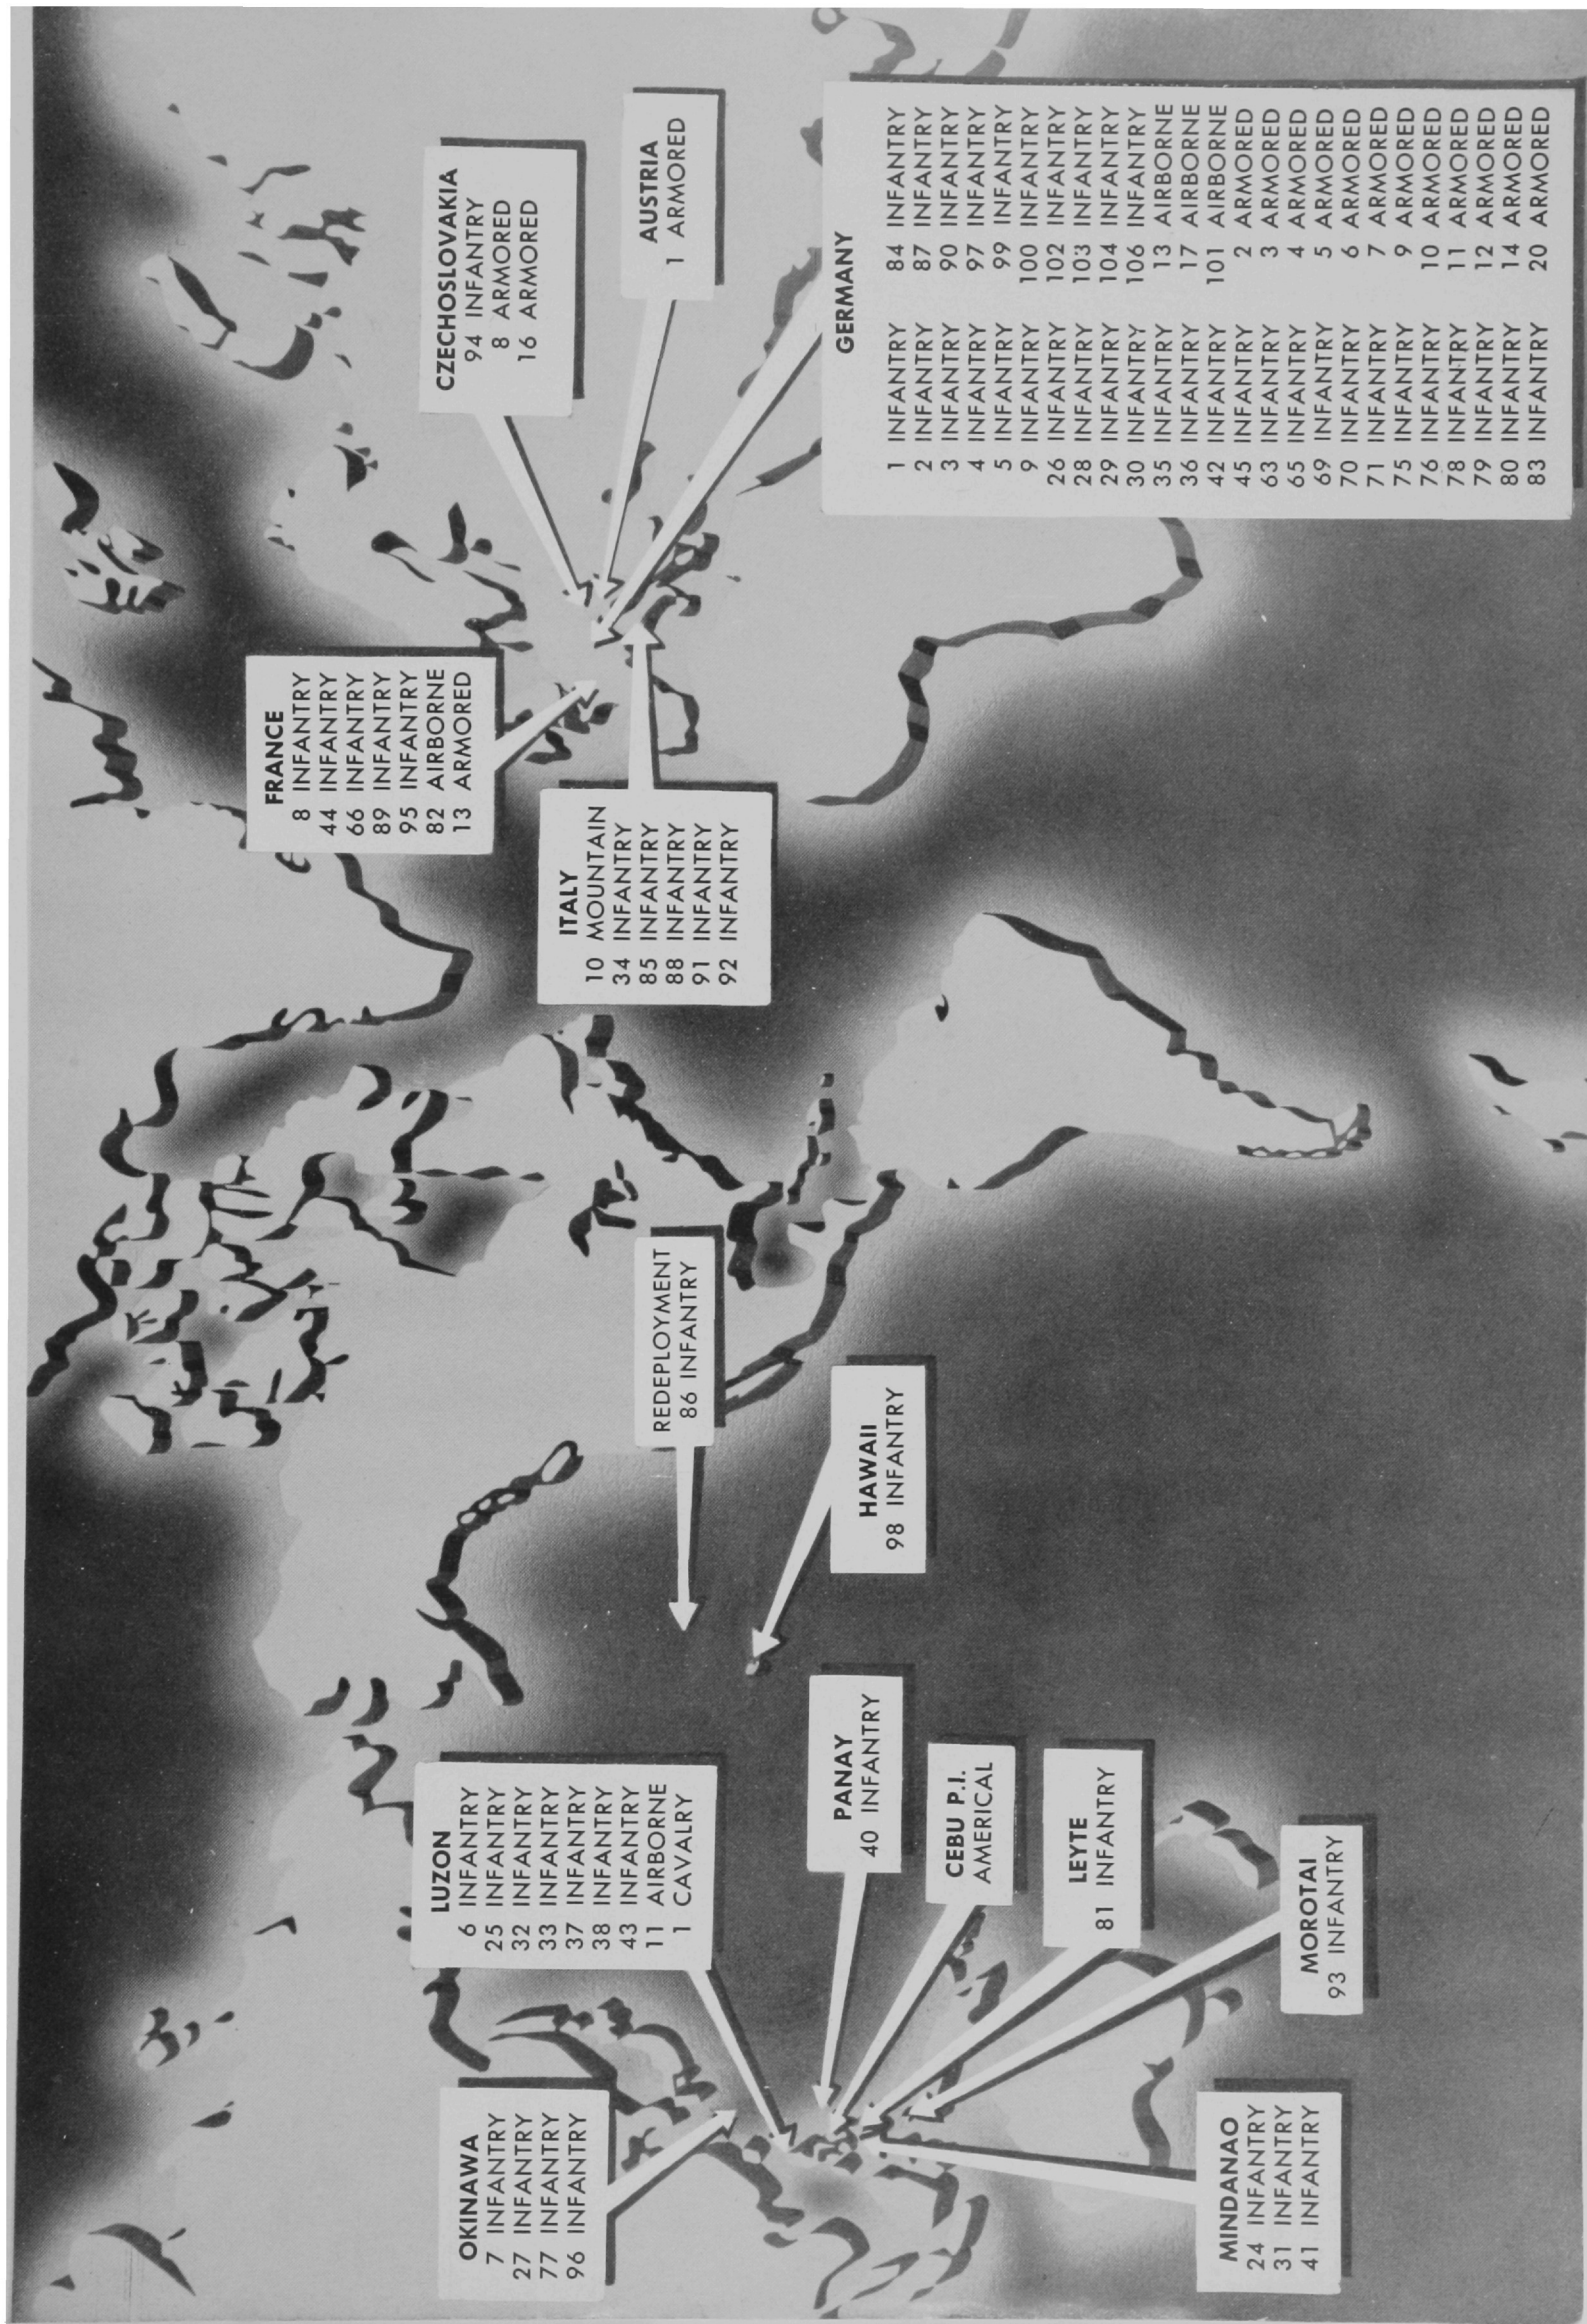 OKINAWA
7 INFANTRY
27 INFANTRY
77 INFANTRY
96 INFANTRY
LUZON
6 INFANTRY
25 INFANTRY
32 INFANTRY
33 INFANTRY
37 INFANTRY
38 INFANTRY
43 INFANTRY
11 AIRBORNE
1 CAVALRY
PANAY
40 INFANTRY
CEBU P.I.
AMERICAL
LEYTE
81 INFANTRY
MOROTAI
93 INFANTRY
MINDANAO
24 INFANTRY
31 INFANTRY
41 INFANTRY
REDEPLOYMENT
86 INFANTRY
HAWAII
98 INFANTRY
FRANCE
8 INFANTRY
44 INFANTRY
66 INFANTRY
89 INFANTRY
95 INFANTRY
82 AIRBORNE
13 ARMORED
ITALY
10 MOUNTAIN
34 INFANTRY
85 INFANTRY
88 INFANTRY
91 INFANTRY
92 INFANTRY
CZECHOSLOVAKIA
94 INFANTRY
8 ARMORED
16 ARMORED
AUSTRIA
1 ARMORED
GERMANY
1 INFANTRY
2 INFANTRY
3 INFANTRY
4 INFANTRY
5 INFANTRY
9 INFANTRY
26 INFANTRY
28 INFANTRY
29 INFANTRY
30 INFANTRY
35 INFANTRY
36 INFANTRY
42 INFANTRY
45 INFANTRY
63 INFANTRY
65 INFANTRY
69 INFANTRY
70 INFANTRY
71 INFANTRY
75 INFANTRY
76 INFANTRY
78 INFANTRY
79 INFANTRY
80 INFANTRY
83 INFANTRY
84 INFANTRY
87 INFANTRY
90 INFANTRY
97 INFANTRY
99 INFANTRY
100 INFANTRY
102 INFANTRY
103 INFANTRY
104 INFANTRY
106 INFANTRY
13 AIRBORNE
17 AIRBORNE
101 AIRBORNE
2 ARMORED
3 ARMORED
4 ARMORED
5 ARMORED
6 ARMORED
7 ARMORED
9 ARMORED
10 ARMORED
11 ARMORED
12 ARMORED
14 ARMORED
20 ARMORED